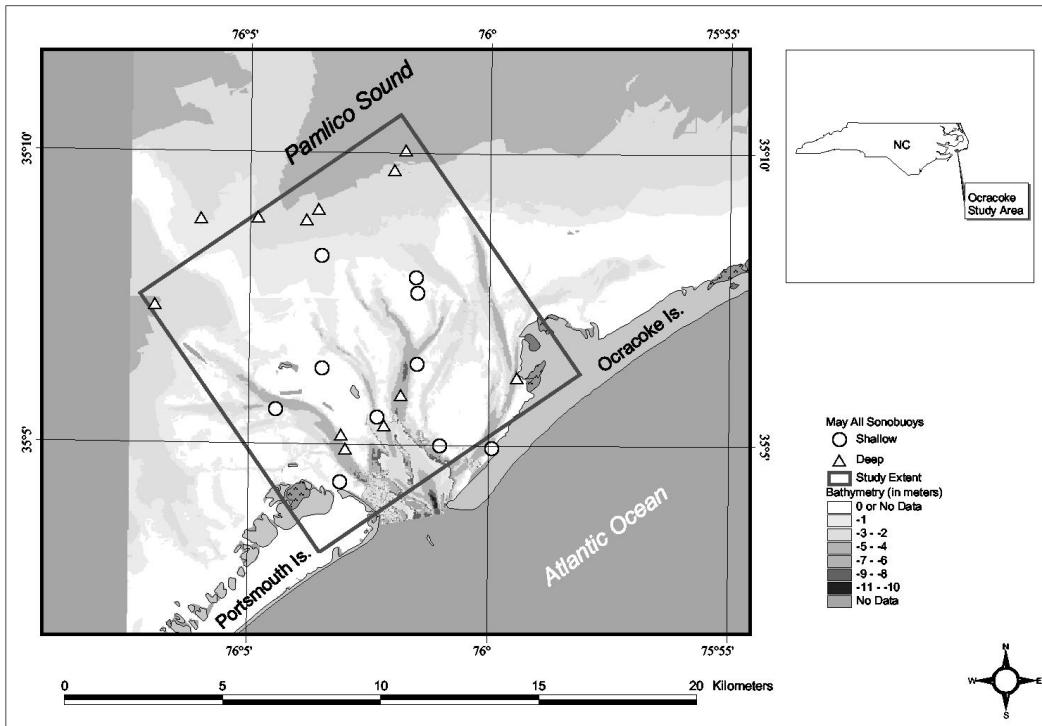 76°5'
76°
75°55'
Pamlico Sound
35°10'
35°10'
NC
Ocracoke
Study Area
Ocracoke Is.
35°5'
35°5'
Atlantic Ocean
Portsmouth Is.
76°5'
76°
75°55'
May All Sonobuoys
Shallow
Deep
Study Extent
Bathymetry (in meters)
0 or No Data
-1
-3 - -2
-5 - -4
-7 - -6
-9 - -8
-11 - -10
No Data
0 5 10 15 20 Kilometers
N
W E
S